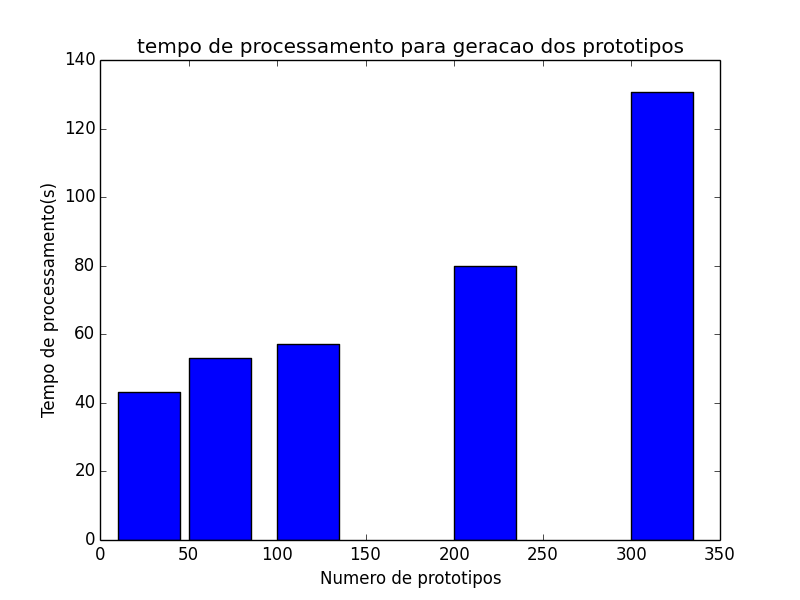 tempo de processamento para geracao dos prototipos
140
120
100
80
60
40
20
0
Tempo de processamento(s)
0 50 100 150 200 250 300 350
Numero de prototipos